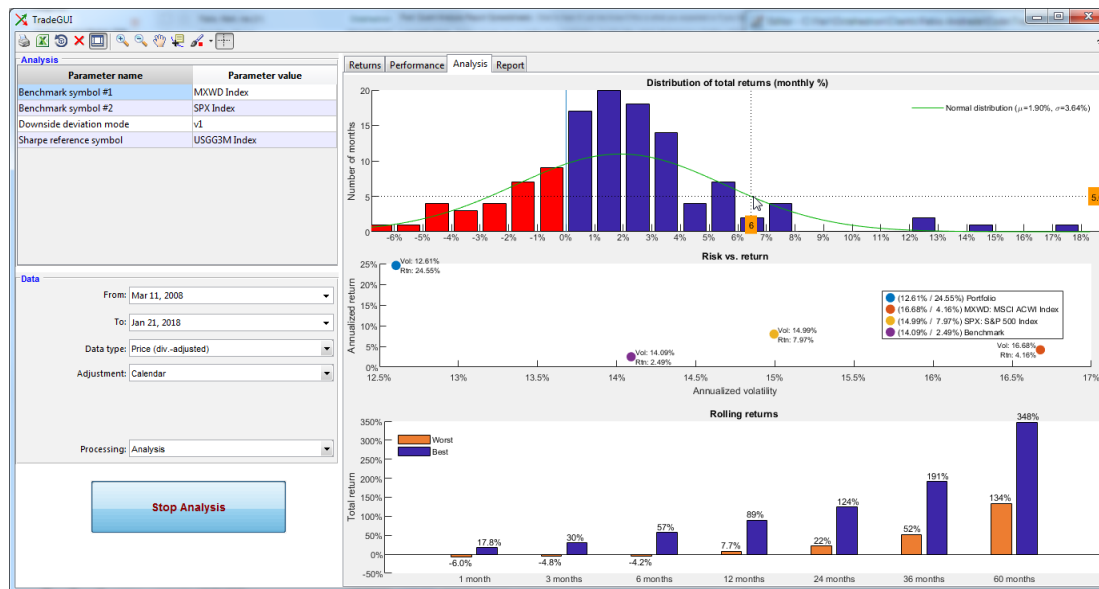 TradeGUI
Analysis
Parameter name Parameter value
Benchmark symbol #1 MXWD Index
Benchmark symbol #2 SPX Index
Downside deviation mode v1
Sharpe reference symbol USGG3M Index
Data
From: Mar 11, 2008
To: Jan 21, 2018
Data type: Price (div.-adjusted)
Adjustment: Calendar
Processing: Analysis
Stop Analysis
Returns Performance Analysis Report
Distribution of total returns (monthly %)
Normal distribution (μ=1.90%, σ=3.64%)
Number of months
20
15
10
5
0
5.
6
-6% -5% -4% -3% -2% -1% 0% 1% 2% 3% 4% 5% 6% 7% 8% 9% 10% 11% 12% 13% 14% 15% 16% 17% 18%
Risk vs. return
Annualized return
25%
20%
15%
10%
5%
0%
Vol: 12.61%
Rtn: 24.55%
Vol: 14.09%
Rtn: 2.49%
Vol: 14.99%
Rtn: 7.97%
Vol: 16.68%
Rtn: 4.16%
(12.61% / 24.55%) Portfolio
(16.68% / 4.16%) MXWD: MSCI ACWI Index
(14.99% / 7.97%) SPX: S&P 500 Index
(14.09% / 2.49%) Benchmark
12.5% 13% 13.5% 14% 14.5% 15% 15.5% 16% 16.5% 17%
Annualized volatility
Rolling returns
Total return
350%
300%
250%
200%
150%
100%
50%
0%
-50%
Worst
Best
-6.0% 17.8% -4.8% 30% -4.2% 57% 7.7% 89% 22% 124% 52% 191% 134% 348%
1 month 3 months 6 months 12 months 24 months 36 months 60 months